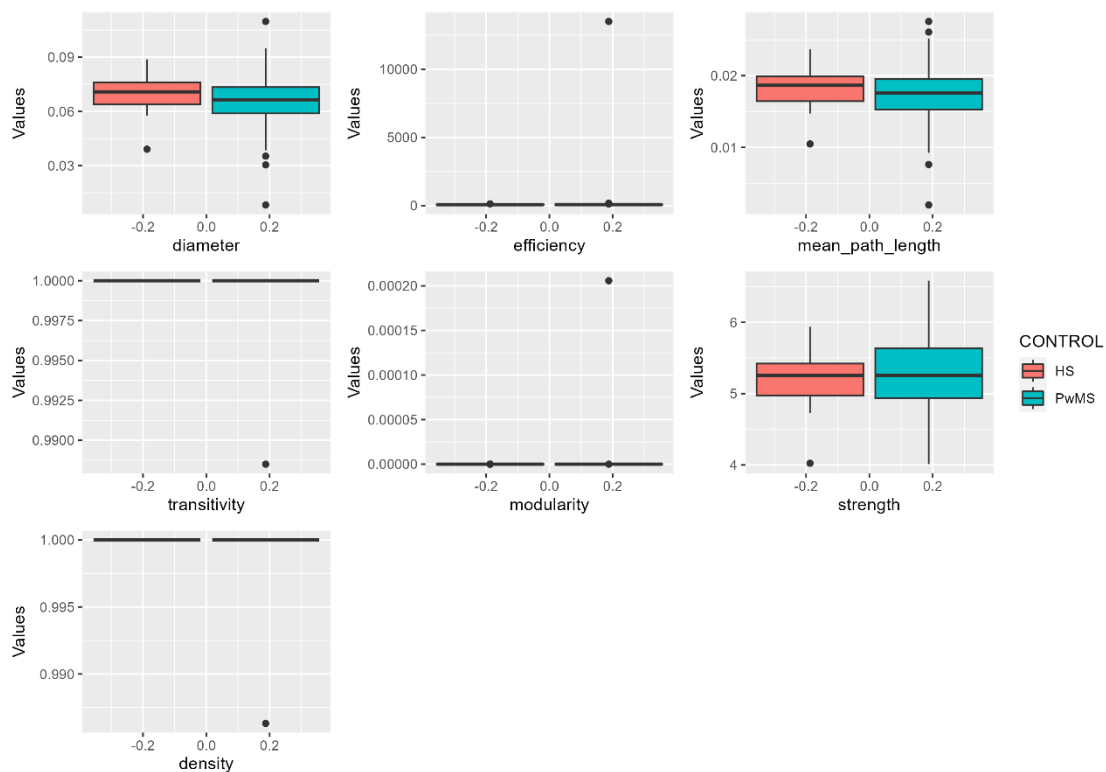 0.09
0.06
0.03
Values
-0.2 0.0 0.2
diameter
10000
5000
0
Values
-0.2 0.0 0.2
efficiency
0.02
0.01
Values
-0.2 0.0 0.2
mean_path_length
1.0000
0.9975
0.9950
0.9925
0.9900
Values
-0.2 0.0 0.2
transitivity
0.00020
0.00015
0.00010
0.00005
0.00000
Values
-0.2 0.0 0.2
modularity
6
5
4
Values
-0.2 0.0 0.2
strength
CONTROL
HS
PwMS
1.000
0.995
0.990
Values
-0.2 0.0 0.2
density